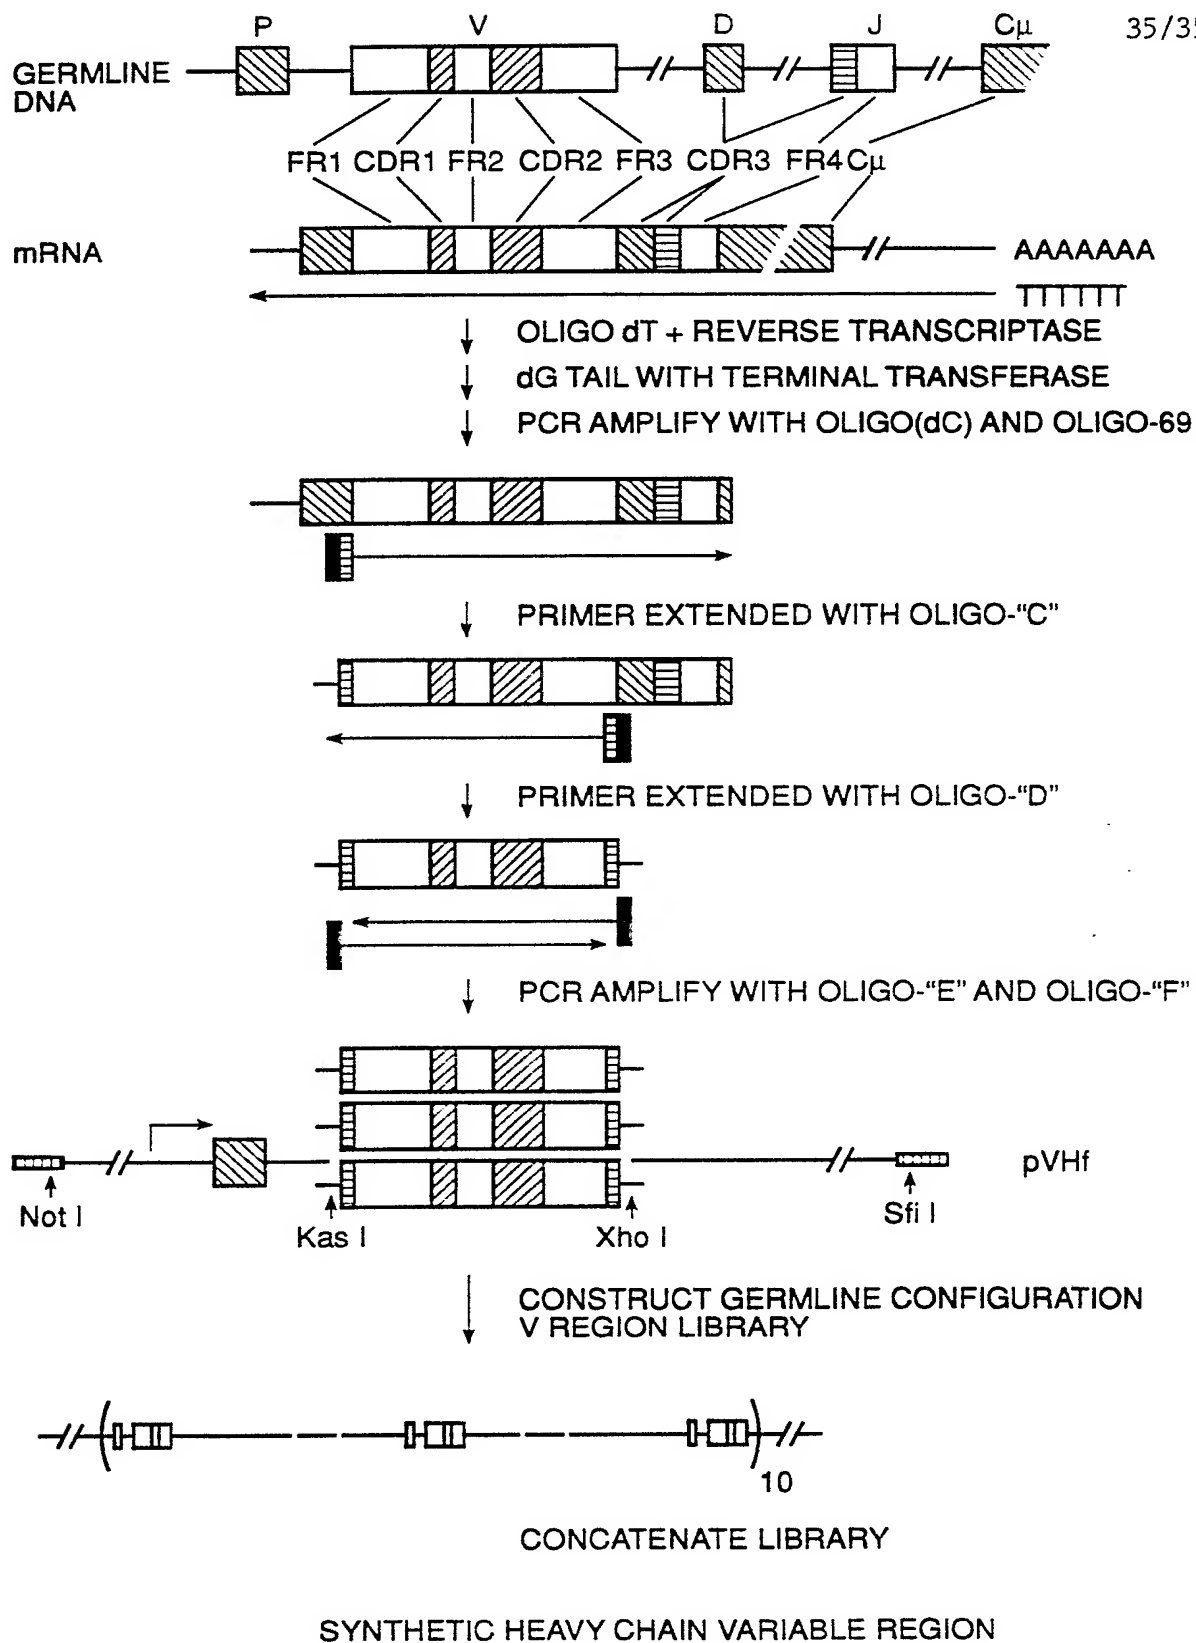 P V D J Cμ 35/35
GERMLINE
DNA
FR1 CDR1 FR2 CDR2 FR3 CDR3 FR4 Cμ
mRNA
AAAAAAA
TTTTTT
OLIGO dT + REVERSE TRANSCRIPTASE
dG TAIL WITH TERMINAL TRANSFERASE
PCR AMPLIFY WITH OLIGO(dC) AND OLIGO-69
PRIMER EXTENDED WITH OLIGO-“C”
PRIMER EXTENDED WITH OLIGO-“D”
PCR AMPLIFY WITH OLIGO-“E” AND OLIGO-“F”
pVHf
Not I Kas I Xho I Sfi I
CONSTRUCT GERMLINE CONFIGURATION
V REGION LIBRARY
10
CONCATENATE LIBRARY
SYNTHETIC HEAVY CHAIN VARIABLE REGION